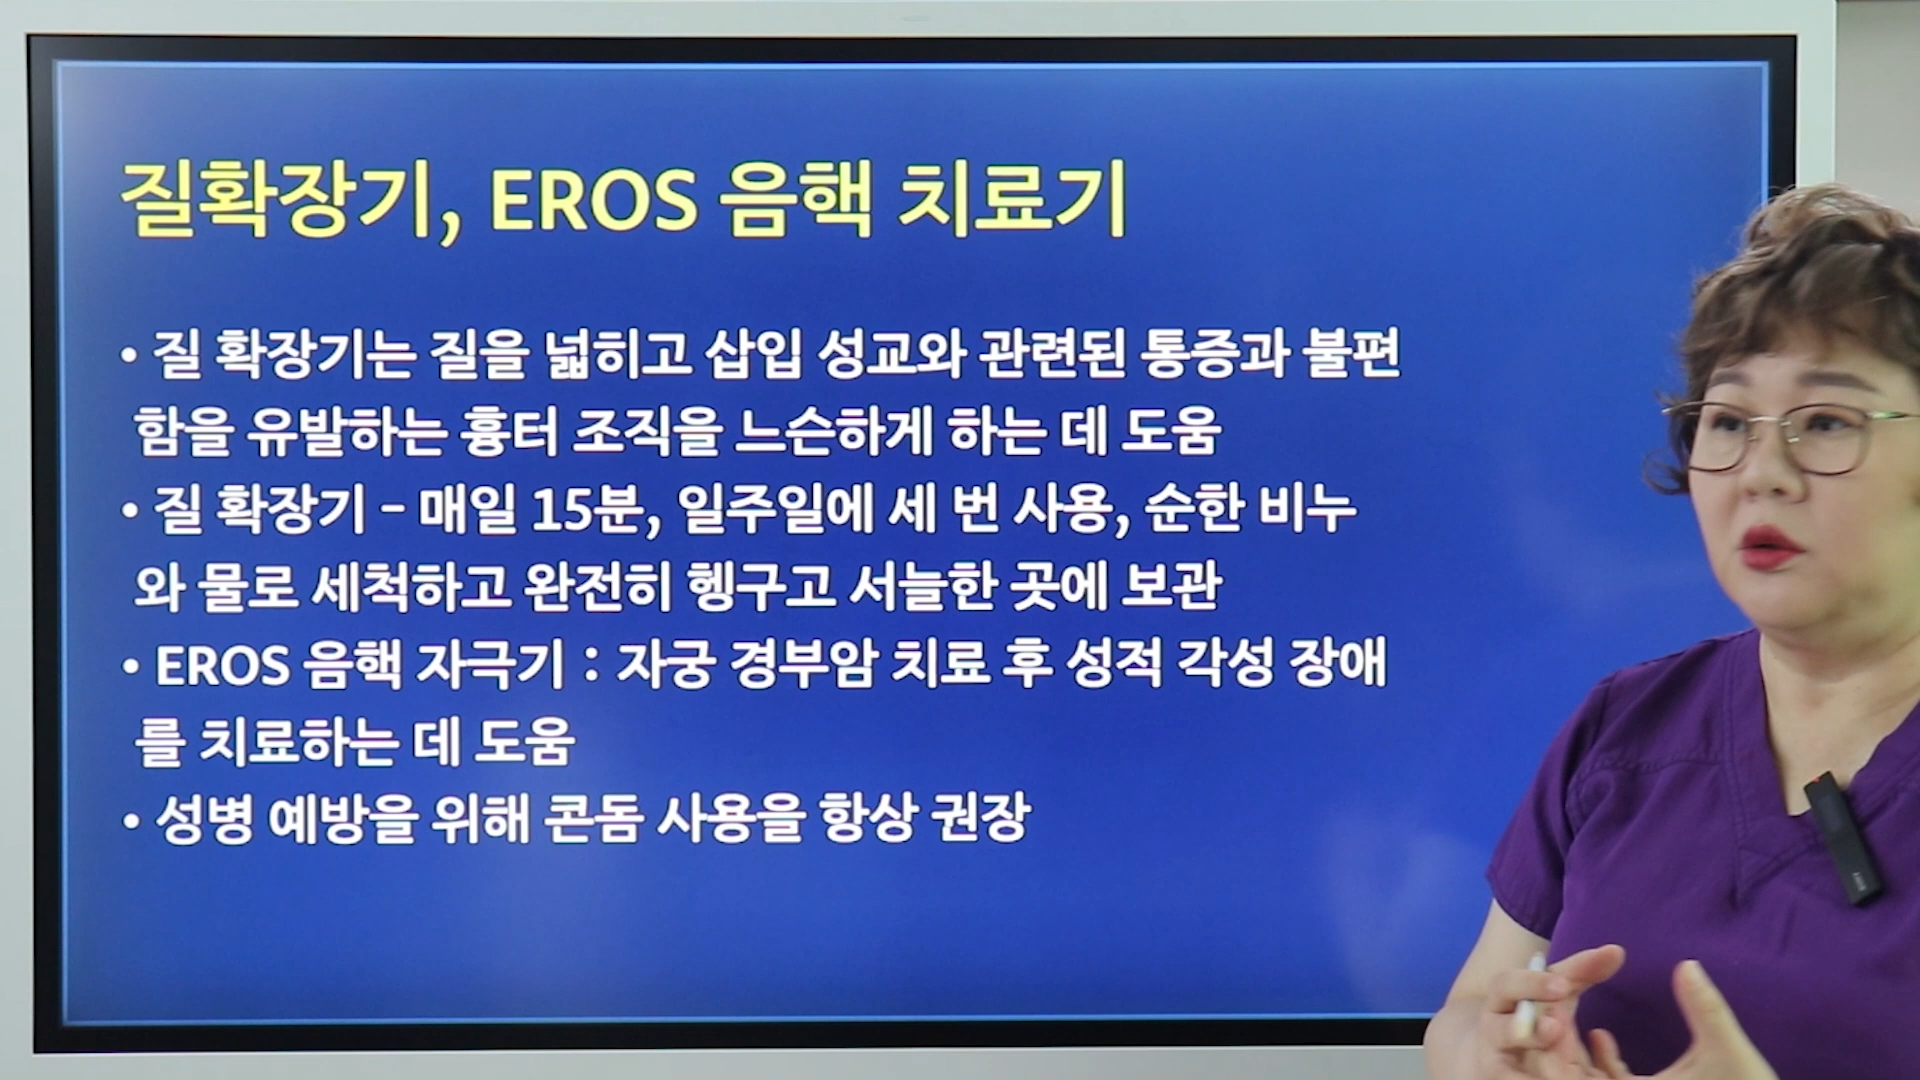 질확장기, EROS 음핵 치료기
• 질 확장기는 질을 넓히고 삽입 성교와 관련된 통증과 불편
함을 유발하는 흉터 조직을 느슨하게 하는 데 도움
• 질 확장기 – 매일 15분, 일주일에 세 번 사용, 순한 비누
와 물로 세척하고 완전히 헹구고 서늘한 곳에 보관
• EROS 음핵 자극기 : 자궁 경부암 치료 후 성적 각성 장애
를 치료하는 데 도움
• 성병 예방을 위해 콘돔 사용을 항상 권장